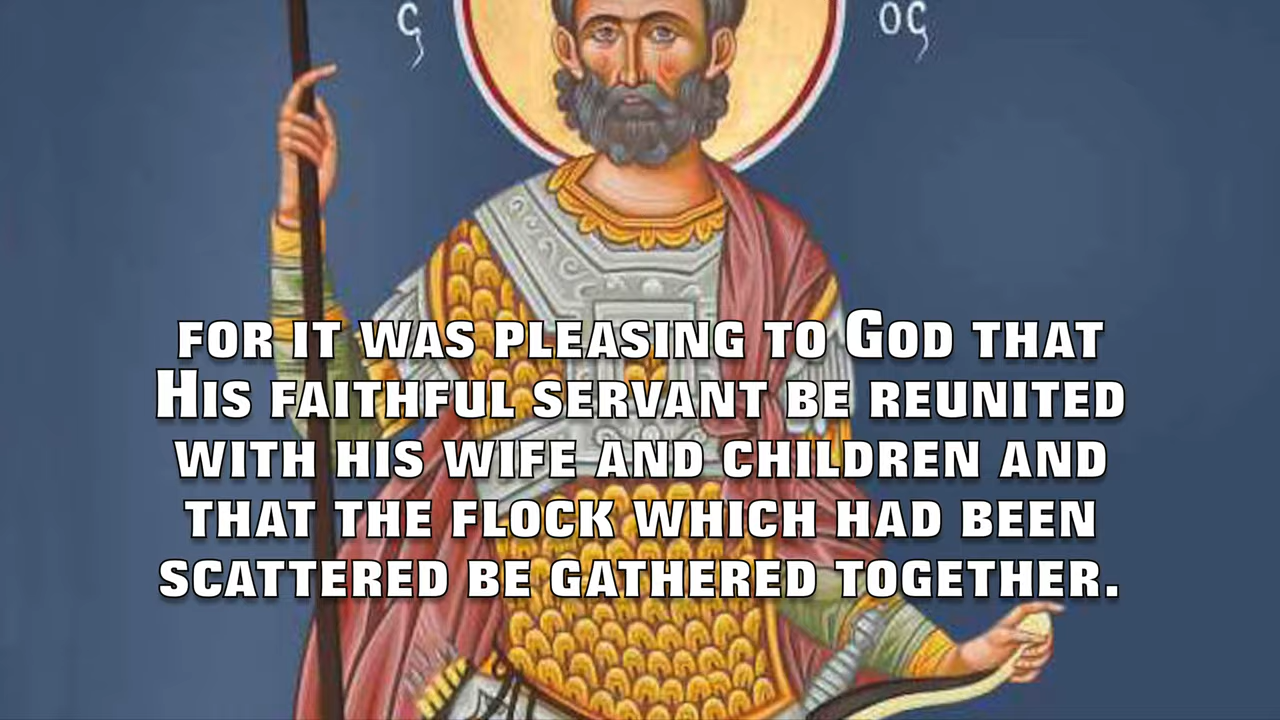 ς ος
for it was pleasing to God that
His faithful servant be reunited
with his wife and children and
that the flock which had been
scattered be gathered together.